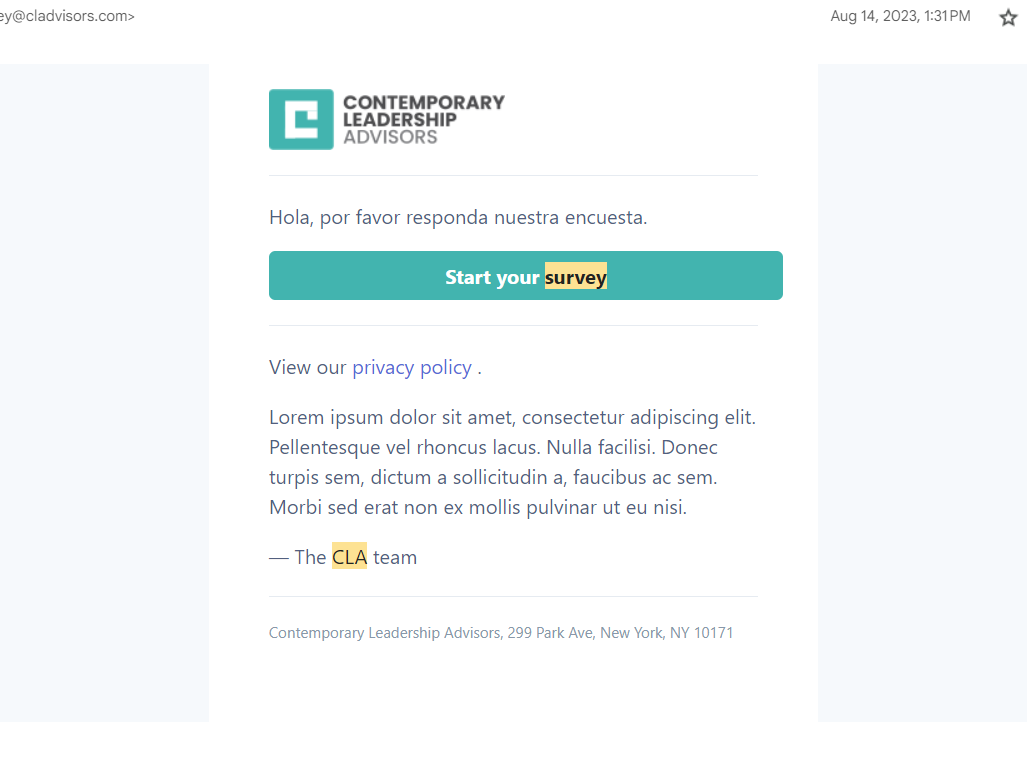 ey@cladvisors.com>
Aug 14, 2023, 1:31 PM
CONTEMPORARY
LEADERSHIP
ADVISORS
Hola, por favor responda nuestra encuesta.
Start your survey
View our privacy policy .
Lorem ipsum dolor sit amet, consectetur adipiscing elit.
Pellentesque vel rhoncus lacus. Nulla facilisi. Donec
turpis sem, dictum a sollicitudin a, faucibus ac sem.
Morbi sed erat non ex mollis pulvinar ut eu nisi.
— The CLA team
Contemporary Leadership Advisors, 299 Park Ave, New York, NY 10171